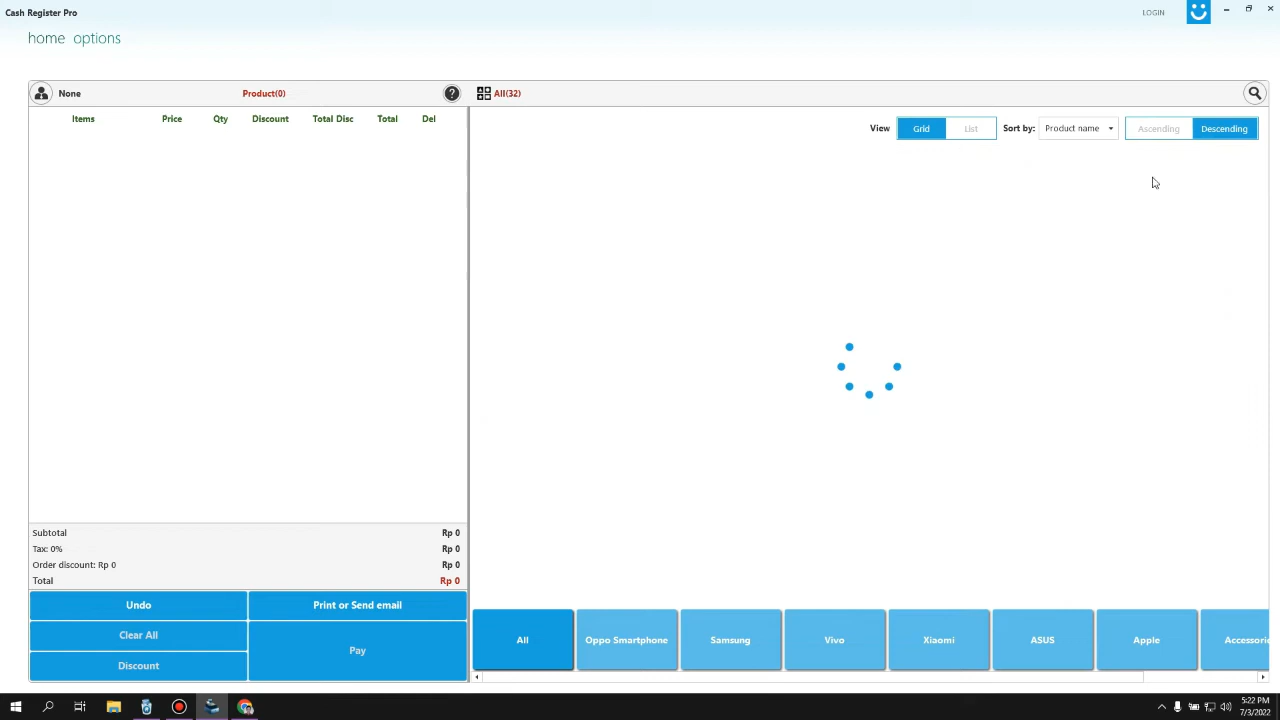 Cash Register Pro
LOGIN
home options
None
Product(0)
?
All(32)
Items Price Qty Discount Total Disc Total Del
View Grid List Sort by: Product name Ascending Descending
Subtotal Rp 0
Tax: 0% Rp 0
Order discount: Rp 0 Rp 0
Total Rp 0
Undo
Print or Send email
Clear All
Pay
Discount
All
Oppo Smartphone
Samsung
Vivo
Xiaomi
ASUS
Apple
Accessorie
5:22 PM
7/3/2022